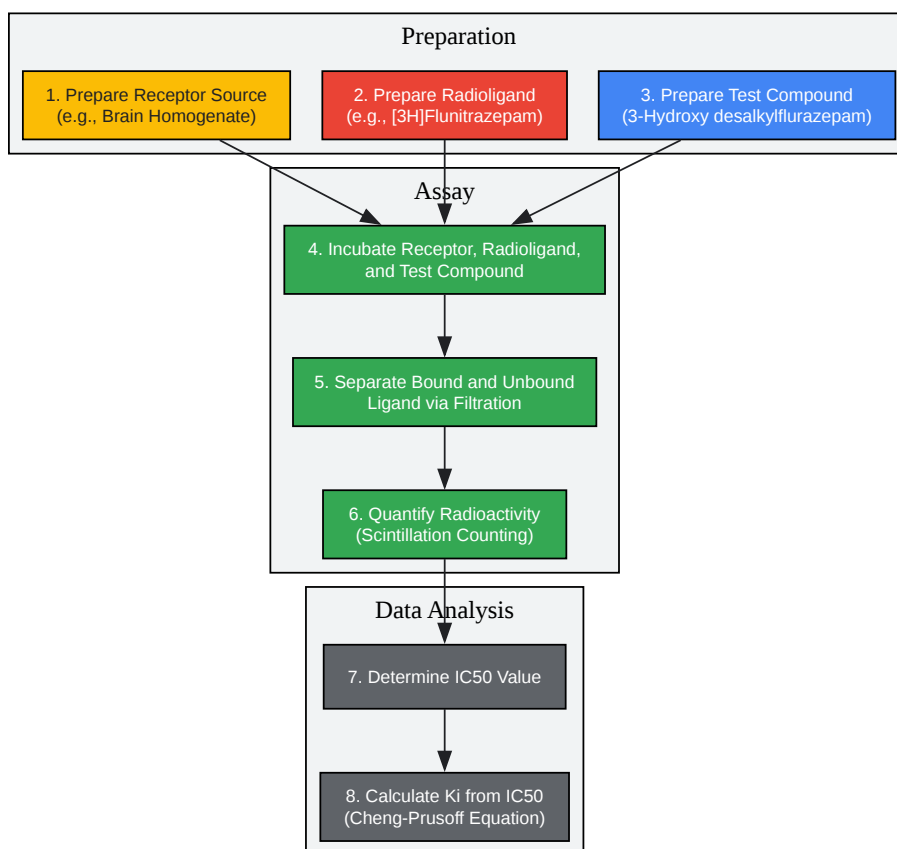 Preparation
1. Prepare Receptor Source
(e.g., Brain Homogenate)
2. Prepare Radioligand
(e.g., [3H]Flunitrazepam)
3. Prepare Test Compound
(3-Hydroxy desalkylflurazepam)
Assay
4. Incubate Receptor, Radioligand,
and Test Compound
5. Separate Bound and Unbound
Ligand via Filtration
6. Quantify Radioactivity
(Scintillation Counting)
Data Analysis
7. Determine IC50 Value
8. Calculate Ki from IC50
(Cheng-Prusoff Equation)